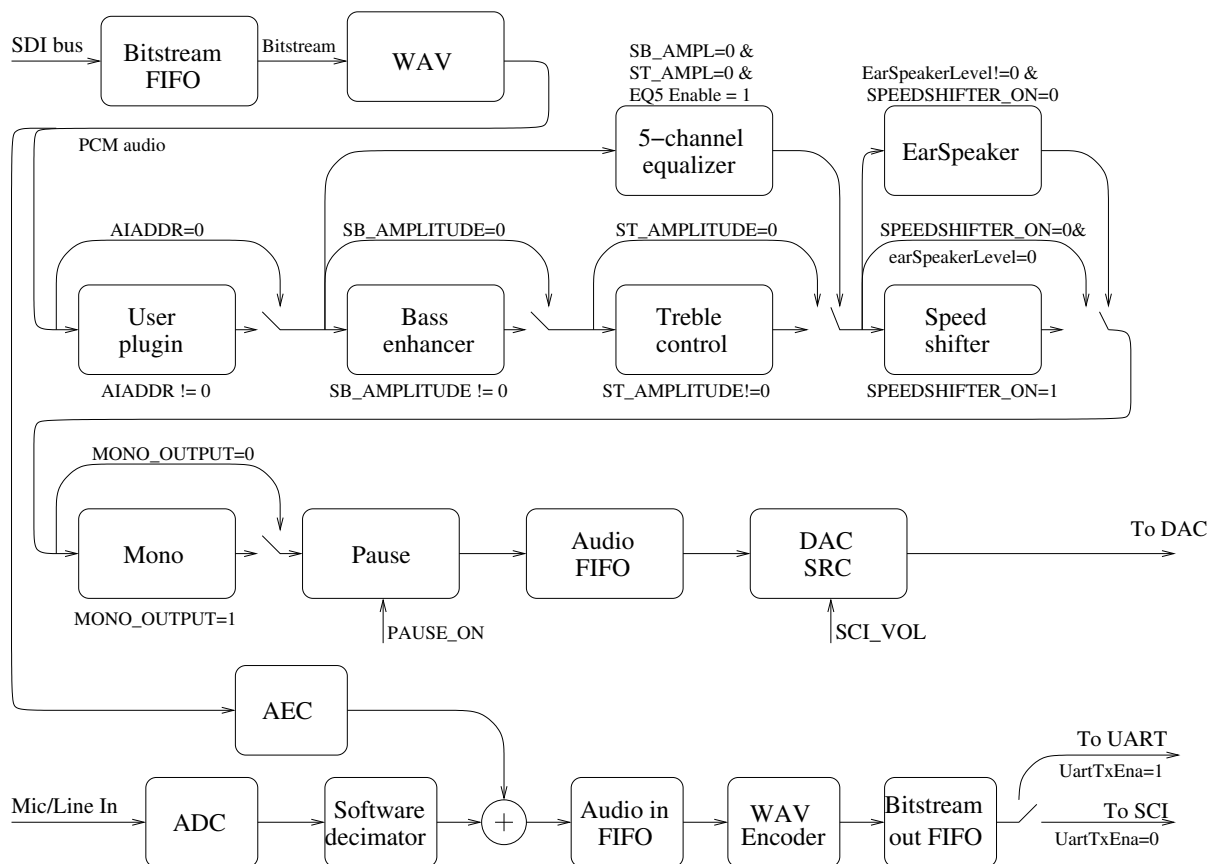 SDI bus
Bitstream
FIFO
Bitstream
WAV
SB_AMPL=0 &
ST_AMPL=0 &
EQ5 Enable = 1
EarSpeakerLevel!=0 &
SPEEDSHIFTER_ON=0
PCM audio
5−channel
equalizer
EarSpeaker
AIADDR=0
SB_AMPLITUDE=0
ST_AMPLITUDE=0
SPEEDSHIFTER_ON=0&
earSpeakerLevel=0
User
plugin
Bass
enhancer
Treble
control
Speed
shifter
AIADDR != 0
SB_AMPLITUDE != 0
ST_AMPLITUDE!=0
SPEEDSHIFTER_ON=1
MONO_OUTPUT=0
Mono
Pause
Audio
FIFO
DAC
SRC
To DAC
MONO_OUTPUT=1
PAUSE_ON
SCI_VOL
AEC
To UART
UartTxEna=1
Mic/Line In
ADC
Software
decimator
+
Audio in
FIFO
WAV
Encoder
Bitstream
out FIFO
To SCI
UartTxEna=0